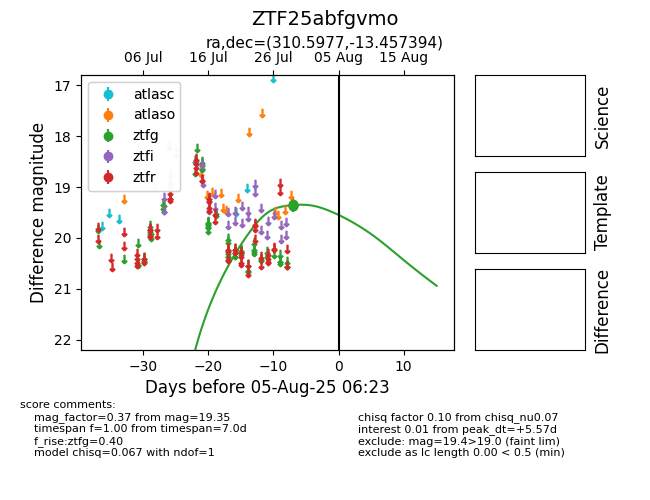 ZTF25abfgvmo
ra,dec=(310.5977,-13.457394)
06 Jul 16 Jul 26 Jul 05 Aug 15 Aug
17
18
19
20
21
22
Difference magnitude
atlasc
atlaso
ztfg
ztfi
ztfr
−30 −20 −10 0 10
Days before 05-Aug-25 06:23
Science
Template
Difference
score comments:
mag_factor=0.37 from mag=19.35
timespan f=1.00 from timespan=7.0d
f_rise:ztfg=0.40
model chisq=0.067 with ndof=1
chisq factor 0.10 from chisq_nu0.07
interest 0.01 from peak_dt=+5.57d
exclude: mag=19.4>19.0 (faint lim)
exclude as lc length 0.00 < 0.5 (min)